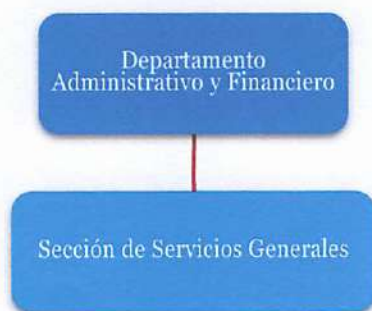 Departamento
Administrativo y Financiero
Sección de Servicios Generales